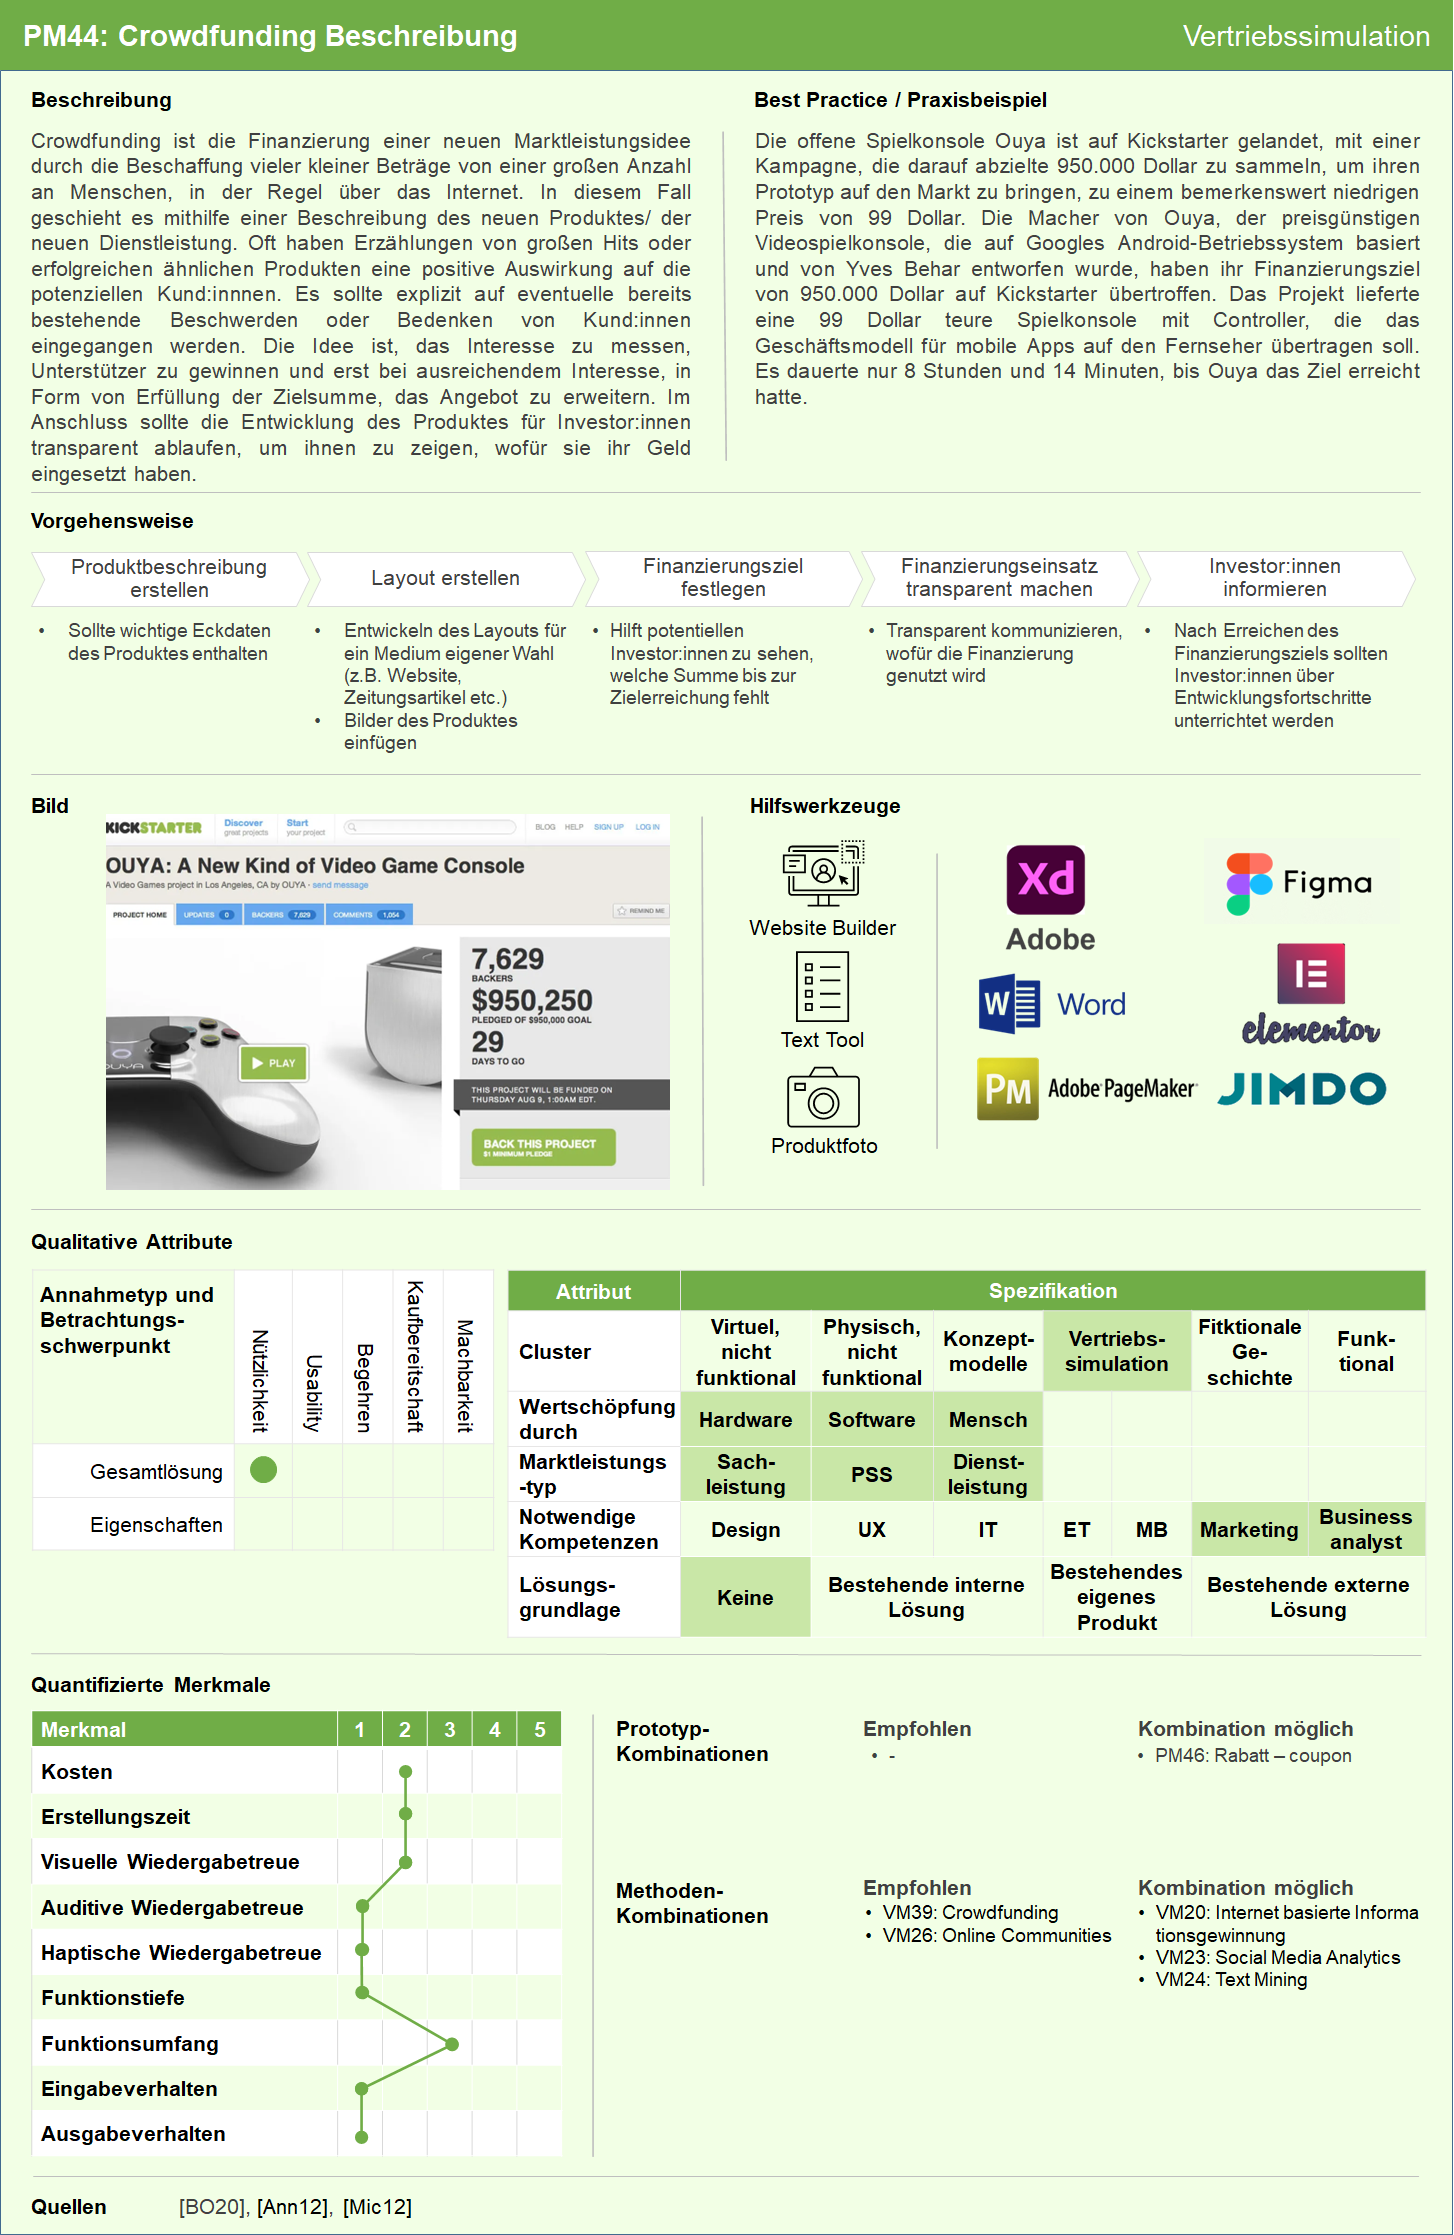 PM44: Crowdfunding Beschreibung
Vertriebssimulation
Beschreibung
Crowdfunding ist die Finanzierung einer neuen Marktleistungsidee
durch die Beschaffung vieler kleiner Beträge von einer großen Anzahl
an Menschen, in der Regel über das Internet. In diesem Fall
geschieht es mithilfe einer Beschreibung des neuen Produktes/ der
neuen Dienstleistung. Oft haben Erzählungen von großen Hits oder
erfolgreichen ähnlichen Produkten eine positive Auswirkung auf die
potenziellen Kund:innnen. Es sollte explizit auf eventuelle bereits
bestehende Beschwerden oder Bedenken von Kund:innen
eingegangen werden. Die Idee ist, das Interesse zu messen,
Unterstützer zu gewinnen und erst bei ausreichendem Interesse, in
Form von Erfüllung der Zielsumme, das Angebot zu erweitern. Im
Anschluss sollte die Entwicklung des Produktes für Investor:innen
transparent ablaufen, um ihnen zu zeigen, wofür sie ihr Geld
eingesetzt haben.
Best Practice / Praxisbeispiel
Die offene Spielkonsole Ouya ist auf Kickstarter gelandet, mit einer
Kampagne, die darauf abzielte 950.000 Dollar zu sammeln, um ihren
Prototyp auf den Markt zu bringen, zu einem bemerkenswert niedrigen
Preis von 99 Dollar. Die Macher von Ouya, der preisgünstigen
Videospielkonsole, die auf Googles Android-Betriebssystem basiert
und von Yves Behar entworfen wurde, haben ihr Finanzierungsziel
von 950.000 Dollar auf Kickstarter übertroffen. Das Projekt lieferte
eine 99 Dollar teure Spielkonsole mit Controller, die das
Geschäftsmodell für mobile Apps auf den Fernseher übertragen soll.
Es dauerte nur 8 Stunden und 14 Minuten, bis Ouya das Ziel erreicht
hatte.
Vorgehensweise
Produktbeschreibung
erstellen
• Sollte wichtige Eckdaten
des Produktes enthalten
Layout erstellen
• Entwickeln des Layouts für
ein Medium eigener Wahl
(z.B. Website,
Zeitungsartikel etc.)
• Bilder des Produktes
einfügen
Finanzierungsziel
festlegen
• Hilft potentiellen
Investor:innen zu sehen,
welche Summe bis zur
Zielerreichung fehlt
Finanzierungseinsatz
transparent machen
• Transparent kommunizieren,
wofür die Finanzierung
genutzt wird
Investor:innen
informieren
• Nach Erreichen des
Finanzierungsziels sollten
Investor:innen über
Entwicklungsfortschritte
unterrichtet werden
Bild
KICKSTARTER
Discover
great projects
Start
your project
BLOG HELP SIGN UP LOG IN
OUYA: A New Kind of Video Game Console
A Video Games project in Los Angeles, CA by OUYA · send message
PROJECT HOME UPDATES 0 BACKERS 7,629 COMMENTS 1,054 REMIND ME
OUYA
PLAY
7,629
BACKERS
$950,250
PLEDGED OF $950,000 GOAL
29
DAYS TO GO
THIS PROJECT WILL BE FUNDED ON
THURSDAY AUG 9, 1:00AM EDT.
BACK THIS PROJECT
$1 MINIMUM PLEDGE
Hilfswerkzeuge
Website Builder
Text Tool
Produktfoto
Xd
Adobe
Figma
W Word
elementor
PM Adobe PageMaker
JIMDO
Qualitative Attribute
Annahmetyp und
Betrachtungs-
schwerpunkt
Nützlichkeit
Usability
Begehren
Kaufbereitschaft
Machbarkeit
Gesamtlösung
Eigenschaften
Attribut Spezifikation
Cluster
Virtuel,
nicht
funktional
Physisch,
nicht
funktional
Konzept-
modelle
Vertriebs-
simulation
Fitktionale
Ge-
schichte
Funk-
tional
Wertschöpfung
durch
Hardware Software Mensch
Marktleistungs
-typ
Sach-
leistung
PSS
Dienst-
leistung
Notwendige
Kompetenzen
Design UX IT ET MB Marketing
Business
analyst
Lösungs-
grundlage
Keine
Bestehende interne
Lösung
Bestehendes
eigenes
Produkt
Bestehende externe
Lösung
Quantifizierte Merkmale
Merkmal 1 2 3 4 5
Kosten
Erstellungszeit
Visuelle Wiedergabetreue
Auditive Wiedergabetreue
Haptische Wiedergabetreue
Funktionstiefe
Funktionsumfang
Eingabeverhalten
Ausgabeverhalten
Prototyp-
Kombinationen
Empfohlen
• -
Kombination möglich
• PM46: Rabatt – coupon
Methoden-
Kombinationen
Empfohlen
• VM39: Crowdfunding
• VM26: Online Communities
Kombination möglich
• VM20: Internet basierte Informa
tionsgewinnung
• VM23: Social Media Analytics
• VM24: Text Mining
Quellen [BO20], [Ann12], [Mic12]